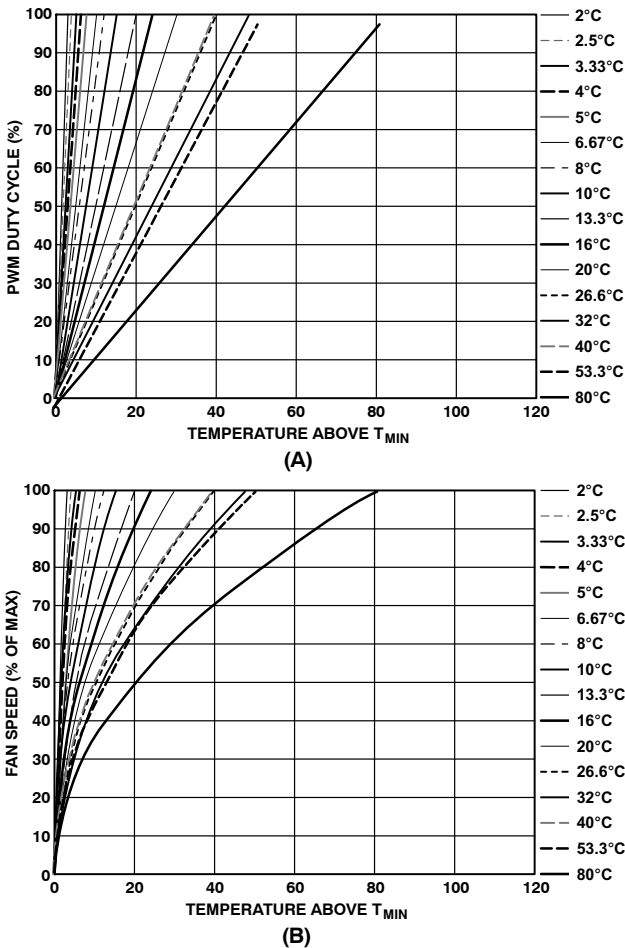 100
90
80
70
60
50
40
30
20
10
0
PWM DUTY CYCLE (%)
0 20 40 60 80 100 120
TEMPERATURE ABOVE TMIN
(A)
2°C
2.5°C
3.33°C
4°C
5°C
6.67°C
8°C
10°C
13.3°C
16°C
20°C
26.6°C
32°C
40°C
53.3°C
80°C
100
90
80
70
60
50
40
30
20
10
0
FAN SPEED (% OF MAX)
0 20 40 60 80 100 120
TEMPERATURE ABOVE TMIN
(B)
2°C
2.5°C
3.33°C
4°C
5°C
6.67°C
8°C
10°C
13.3°C
16°C
20°C
26.6°C
32°C
40°C
53.3°C
80°C